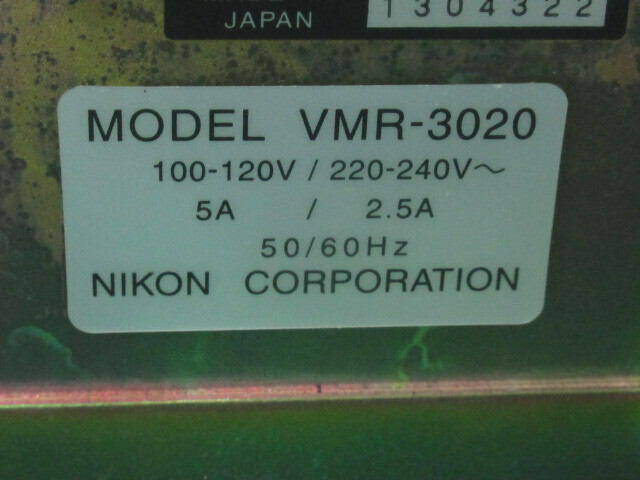 JAPAN
1304322
MODEL VMR-3020
100-120V / 220-240V~
5A / 2.5A
50/60Hz
NIKON CORPORATION